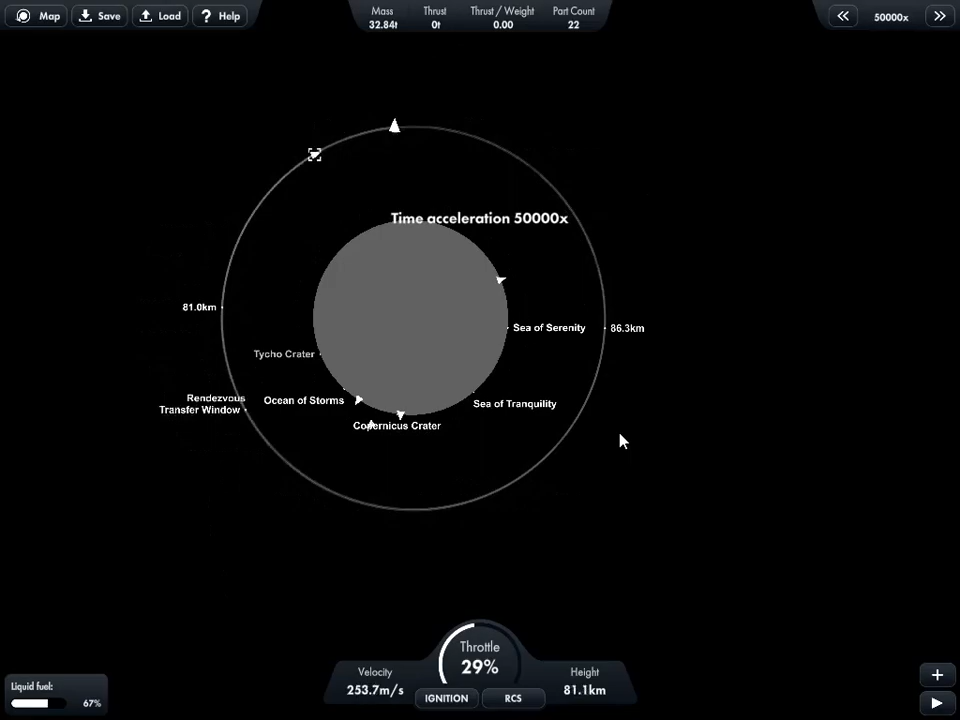 Map
Save
Load
Help
Mass
32.84t
Thrust
0t
Thrust / Weight
0.00
Part Count
22
50000x
Time acceleration 50000x
81.0km
Sea of Serenity
86.3km
Tycho Crater
Rendezvous
Transfer Window
Ocean of Storms
Sea of Tranquility
Copernicus Crater
Throttle
29%
Velocity
253.7m/s
Height
81.1km
IGNITION
RCS
Liquid fuel:
67%